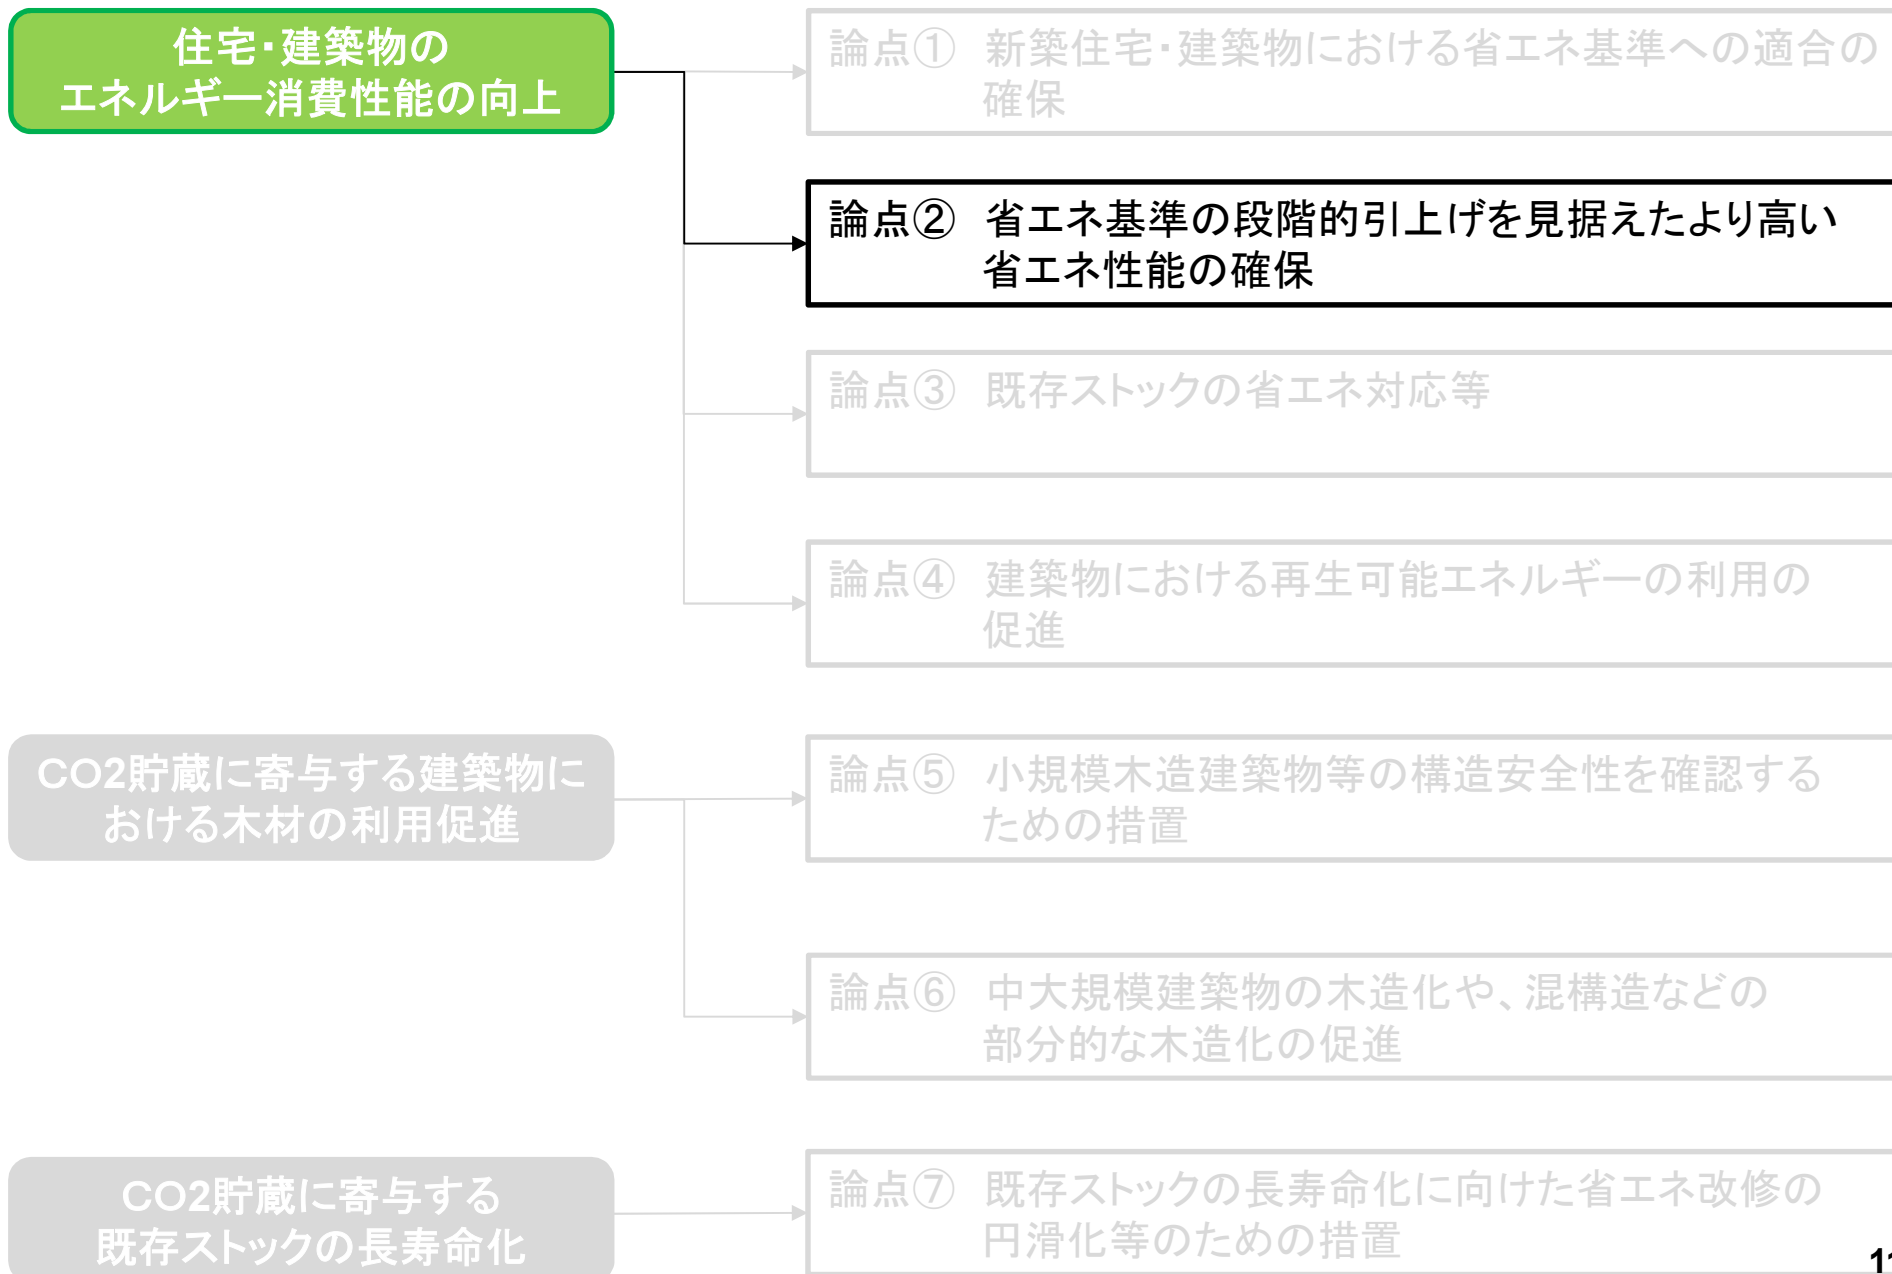 住宅・建築物の
エネルギー消費性能の向上
論点① 新築住宅・建築物における省エネ基準への適合の
確保
論点② 省エネ基準の段階的引上げを見据えたより高い
省エネ性能の確保
論点③ 既存ストックの省エネ対応等
論点④ 建築物における再生可能エネルギーの利用の
促進
CO2貯蔵に寄与する建築物に
おける木材の利用促進
論点⑤ 小規模木造建築物等の構造安全性を確認する
ための措置
論点⑥ 中大規模建築物の木造化や、混構造などの
部分的な木造化の促進
CO2貯蔵に寄与する
既存ストックの長寿命化
論点⑦ 既存ストックの長寿命化に向けた省エネ改修の
円滑化等のための措置